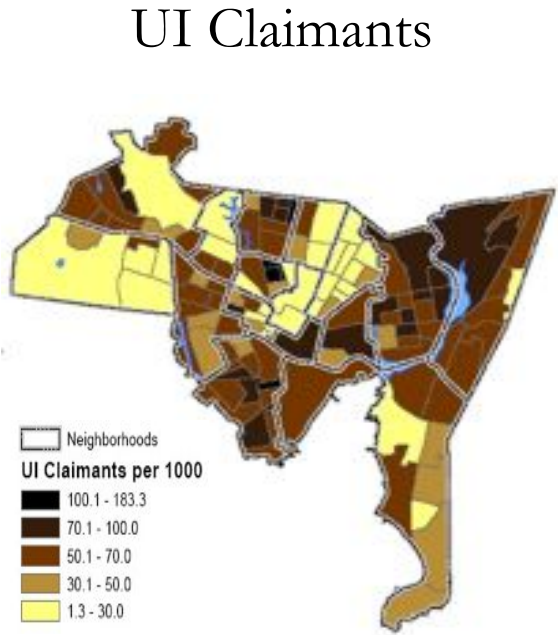 UI Claimants
Neighborhoods
UI Claimants per 1000
100.1 - 183.3
70.1 - 100.0
50.1 - 70.0
30.1 - 50.0
1.3 - 30.0